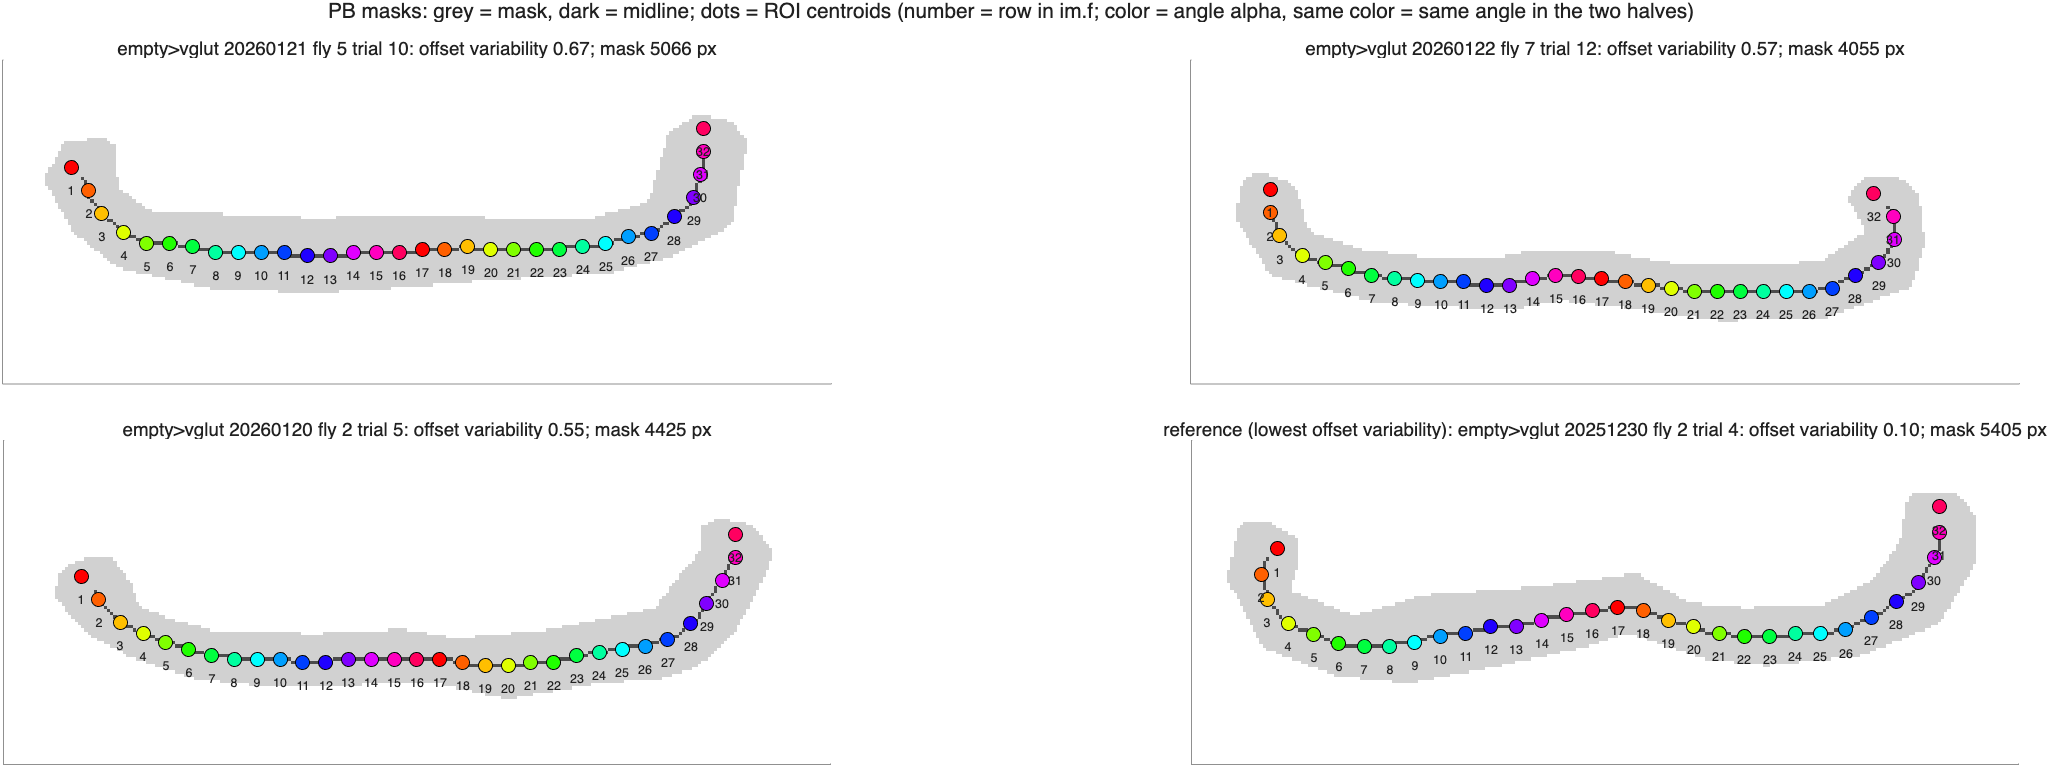 PB masks: grey = mask, dark = midline; dots = ROI centroids (number = row in im.f; color = angle alpha, same color = same angle in the two halves)
empty>vglut 20260121 fly 5 trial 10: offset variability 0.67; mask 5066 px
1 2 3 4 5 6 7 8 9 10 11 12 13 14 15 16 17 18 19 20 21 22 23 24 25 26 27 28 29 30 31 32
empty>vglut 20260122 fly 7 trial 12: offset variability 0.57; mask 4055 px
1 2 3 4 5 6 7 8 9 10 11 12 13 14 15 16 17 18 19 20 21 22 23 24 25 26 27 28 29 30 31 32
empty>vglut 20260120 fly 2 trial 5: offset variability 0.55; mask 4425 px
1 2 3 4 5 6 7 8 9 10 11 12 13 14 15 16 17 18 19 20 21 22 23 24 25 26 27 28 29 30 31 32
reference (lowest offset variability): empty>vglut 20251230 fly 2 trial 4: offset variability 0.10; mask 5405 px
1 2 3 4 5 6 7 8 9 10 11 12 13 14 15 16 17 18 19 20 21 22 23 24 25 26 27 28 29 30 31 32